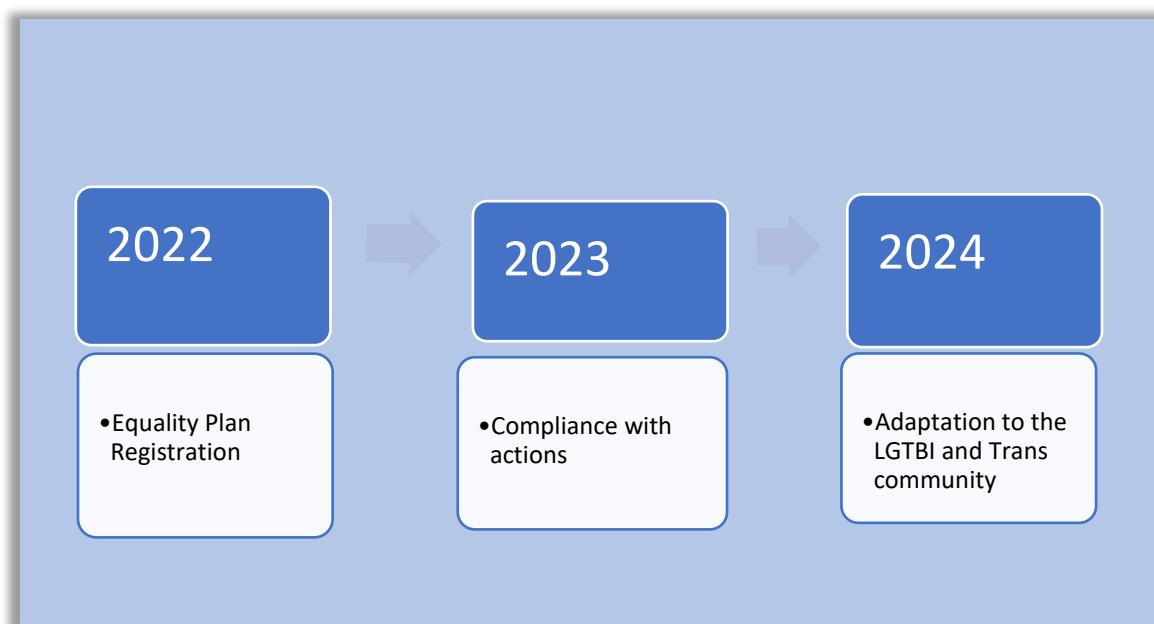 2022
•Equality Plan
Registration
2023
•Compliance with
actions
2024
•Adaptation to the
LGTBI and Trans
community